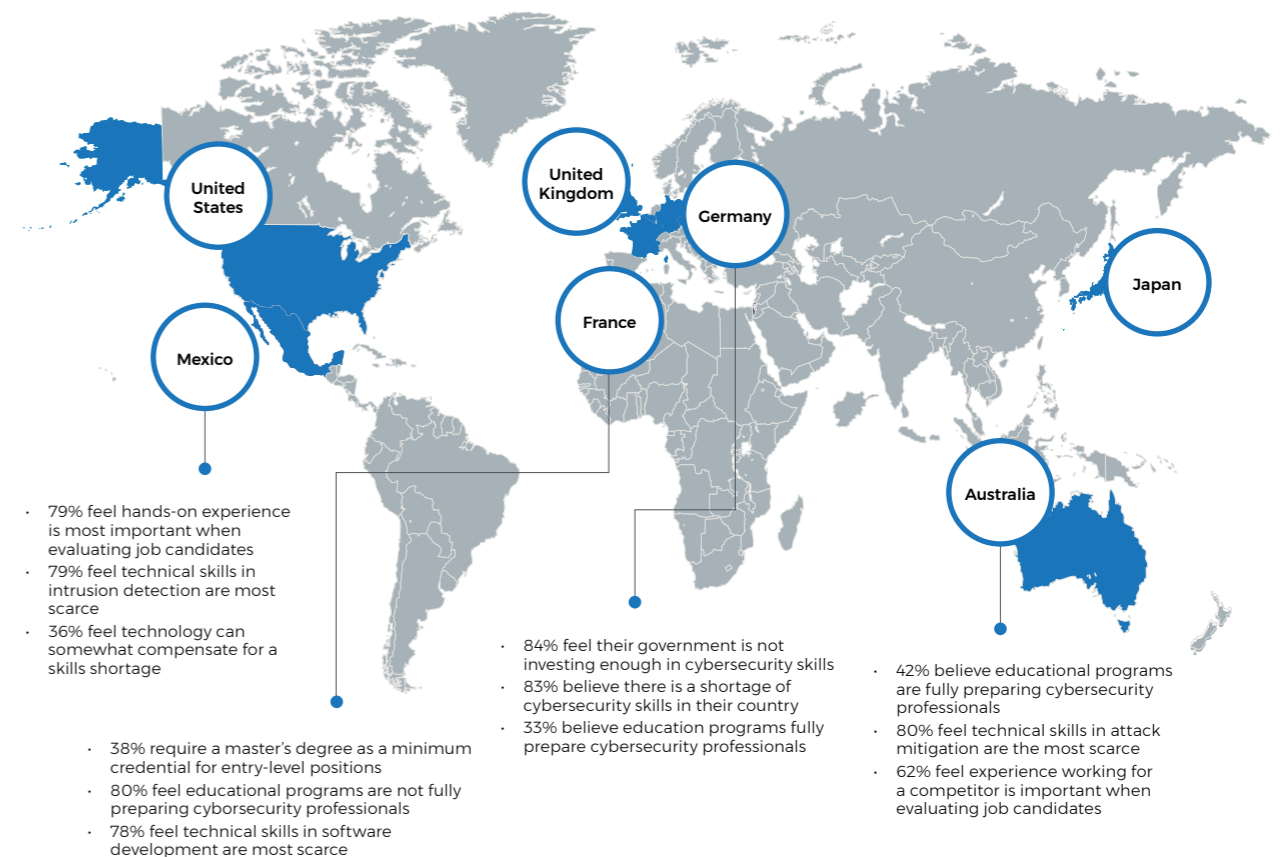 United
States
United
Kingdom
Germany
Japan
France
Mexico
Australia
· 79% feel hands-on experience
is most important when
evaluating job candidates
· 79% feel technical skills in
intrusion detection are most
scarce
· 36% feel technology can
somewhat compensate for a
skills shortage
· 38% require a master’s degree as a minimum
credential for entry-level positions
· 80% feel educational programs are not fully
preparing cyborsecurity professionals
· 78% feel technical skills in software
development are most scarce
· 84% feel their government is not
investing enough in cybersecurity skills
· 83% believe there is a shortage of
cybersecurity skills in their country
· 33% believe education programs fully
prepare cybersecurity professionals
· 42% believe educational programs
are fully preparing cybersecurity
professionals
· 80% feel technical skills in attack
mitigation are the most scarce
· 62% feel experience working for
a competitor is important when
evaluating job candidates